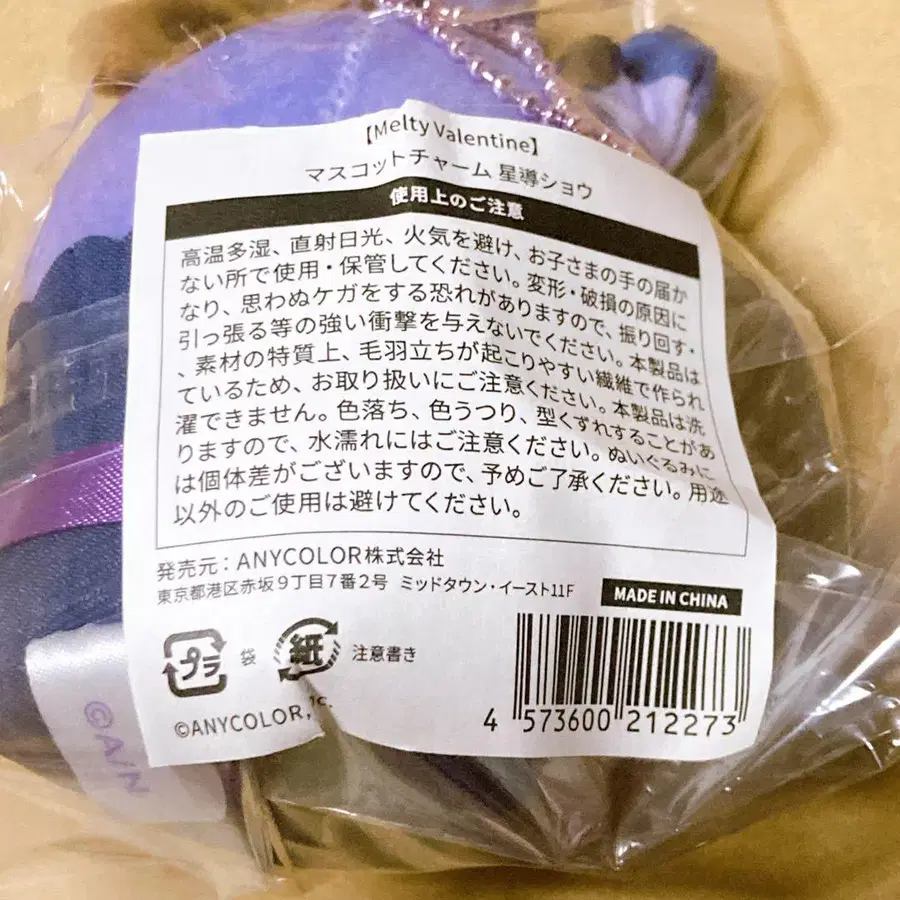 【Melty Valentine】
マスコットチャーム 星導ショウ
使用上のご注意
高温多湿、直射日光、火気を避け、お子さまの手の届か
ない所で使用・保管してください。変形・破損の原因に
なり、思わぬケガをする恐れがありますので、振り回す・
引っ張る等の強い衝撃を与えないでください。本製品は
、素材の特質上、毛羽立ちが起こりやすい繊維で作られ
ているため、お取り扱いにご注意ください。本製品は洗
濯できません。色落ち、色うつり、型くずれすることがあ
りますので、水濡れにはご注意ください。ぬいぐるみに
は個体差がございますので、予めご了承ください。用途
以外のご使用は避けてください。
発売元：ANYCOLOR株式会社
東京都港区赤坂9丁目7番2号 ミッドタウン・イースト11F
MADE IN CHINA
プラ 袋 紙 注意書き
©ANYCOLOR, Inc.
4 573600 212273
©A/N